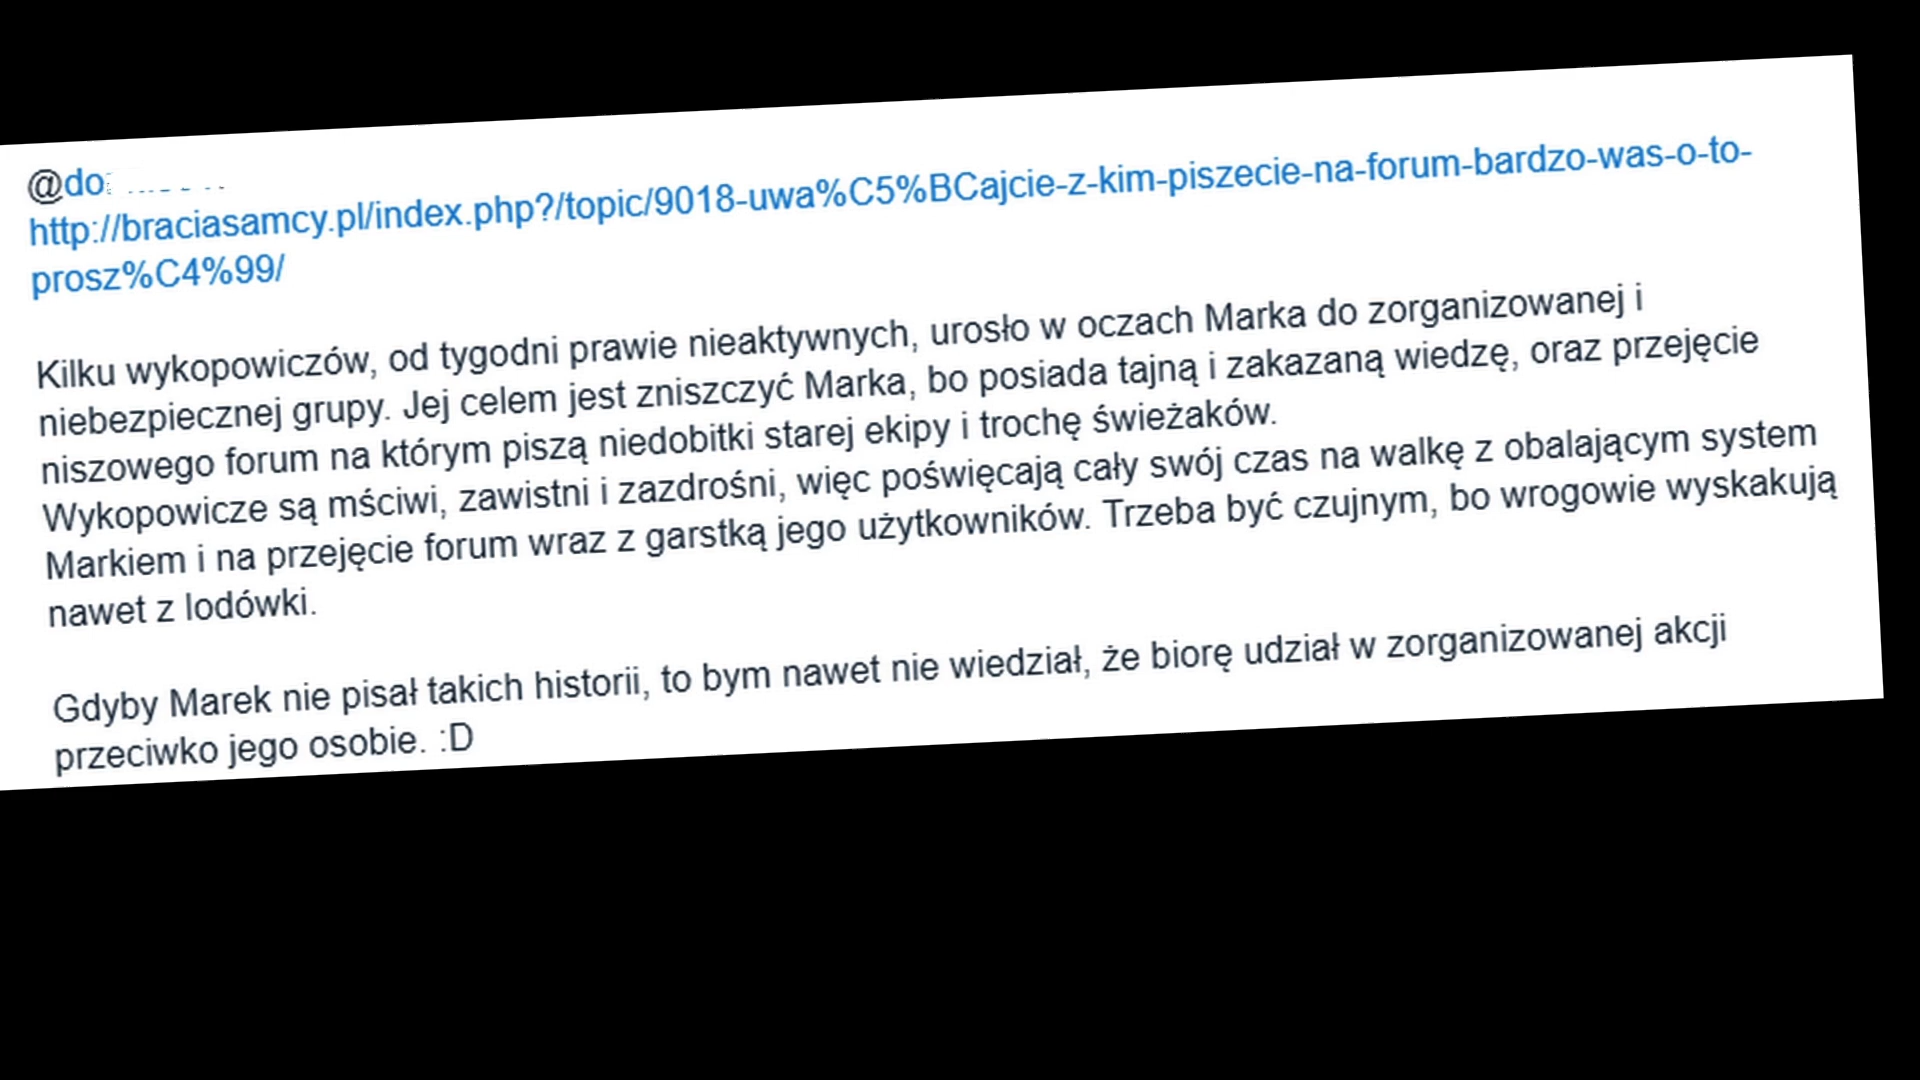 @do
http://braciasamcy.pl/index.php?/topic/9018-uwa%C5%BCajcie-z-kim-piszecie-na-forum-bardzo-was-o-to-
prosz%C4%99/
Kilku wykopowiczów, od tygodni prawie nieaktywnych, urosło w oczach Marka do zorganizowanej i
niebezpiecznej grupy. Jej celem jest zniszczyć Marka, bo posiada tajną i zakazaną wiedzę, oraz przejęcie
niszowego forum na którym piszą niedobitki starej ekipy i trochę świeżaków.
Wykopowicze są mściwi, zawistni i zazdrośni, więc poświęcają cały swój czas na walkę z obalającym system
Markiem i na przejęcie forum wraz z garstką jego użytkowników. Trzeba być czujnym, bo wrogowie wyskakują
nawet z lodówki.
Gdyby Marek nie pisał takich historii, to bym nawet nie wiedział, że biorę udział w zorganizowanej akcji
przeciwko jego osobie. :D